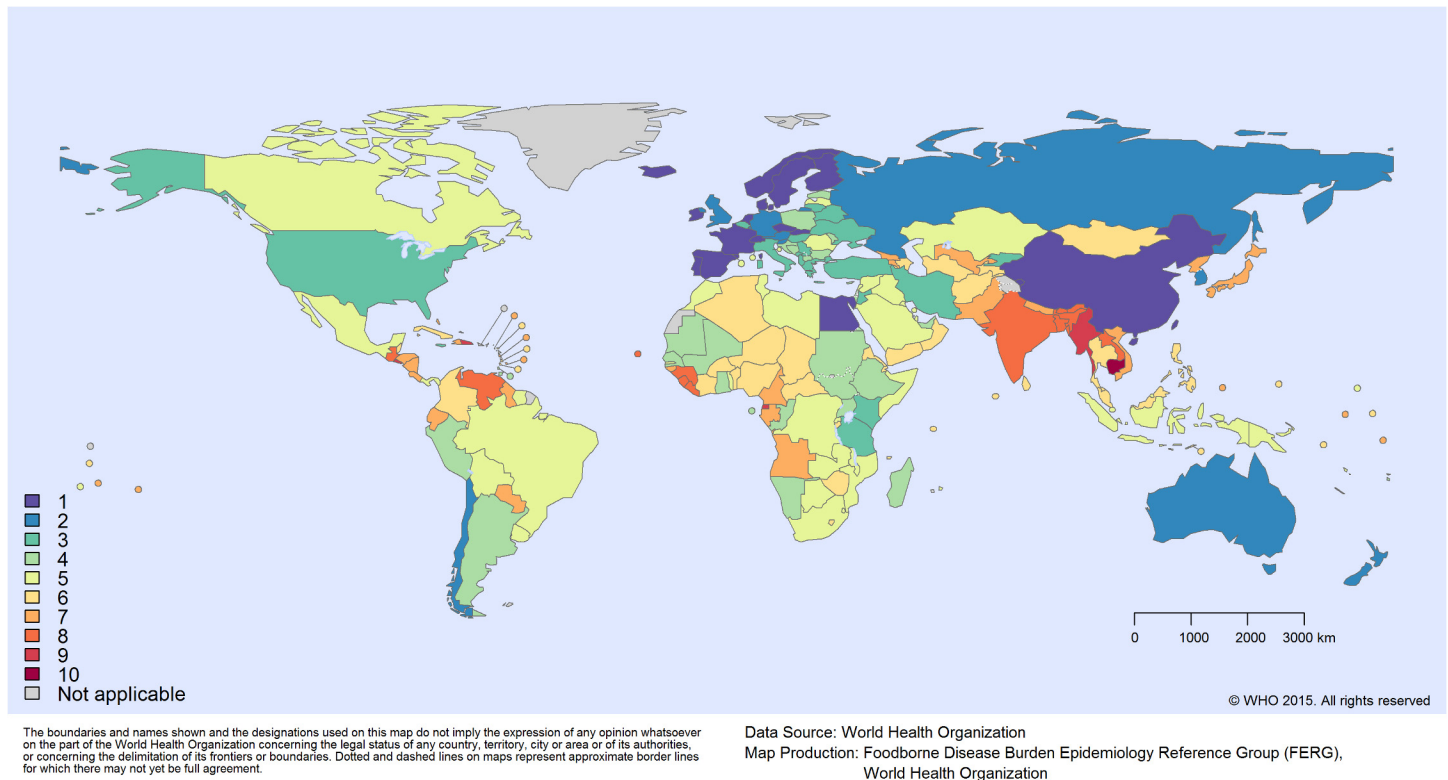 1
2
3
4
5
6
7
8
9
10
Not applicable
0 1000 2000 3000 km
© WHO 2015. All rights reserved
The boundaries and names shown and the designations used on this map do not imply the expression of any opinion whatsoever
on the part of the World Health Organization concerning the legal status of any country, territory, city or area or of its authorities,
or concerning the delimitation of its frontiers or boundaries. Dotted and dashed lines on maps represent approximate border lines
for which there may not yet be full agreement.
Data Source: World Health Organization
Map Production: Foodborne Disease Burden Epidemiology Reference Group (FERG),
World Health Organization